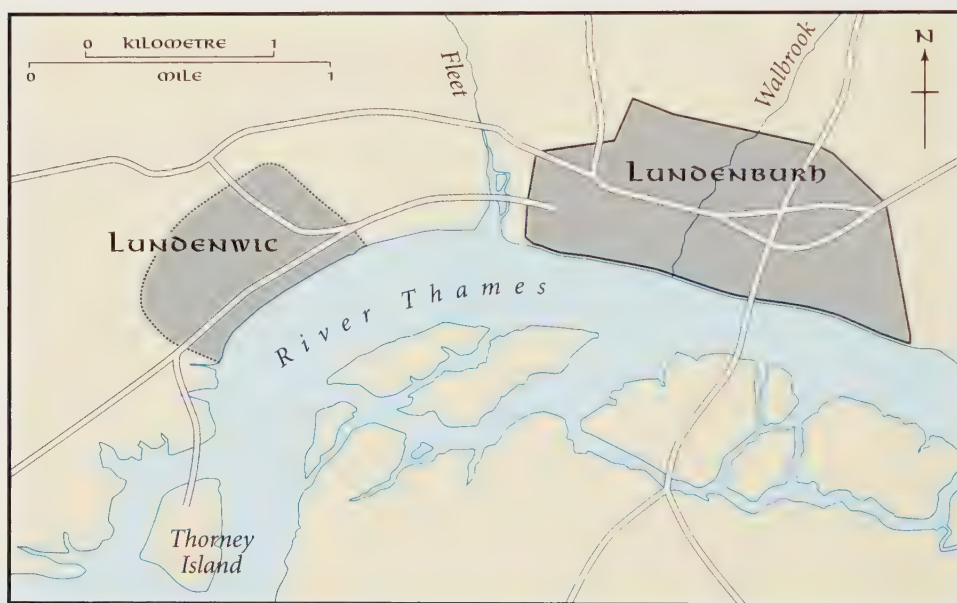 0 KILOMETRE 1
0 MILE 1
Fleet
Walbrook
N
LUNDENBURH
LUNDENWIC
River Thames
Thorney
Island